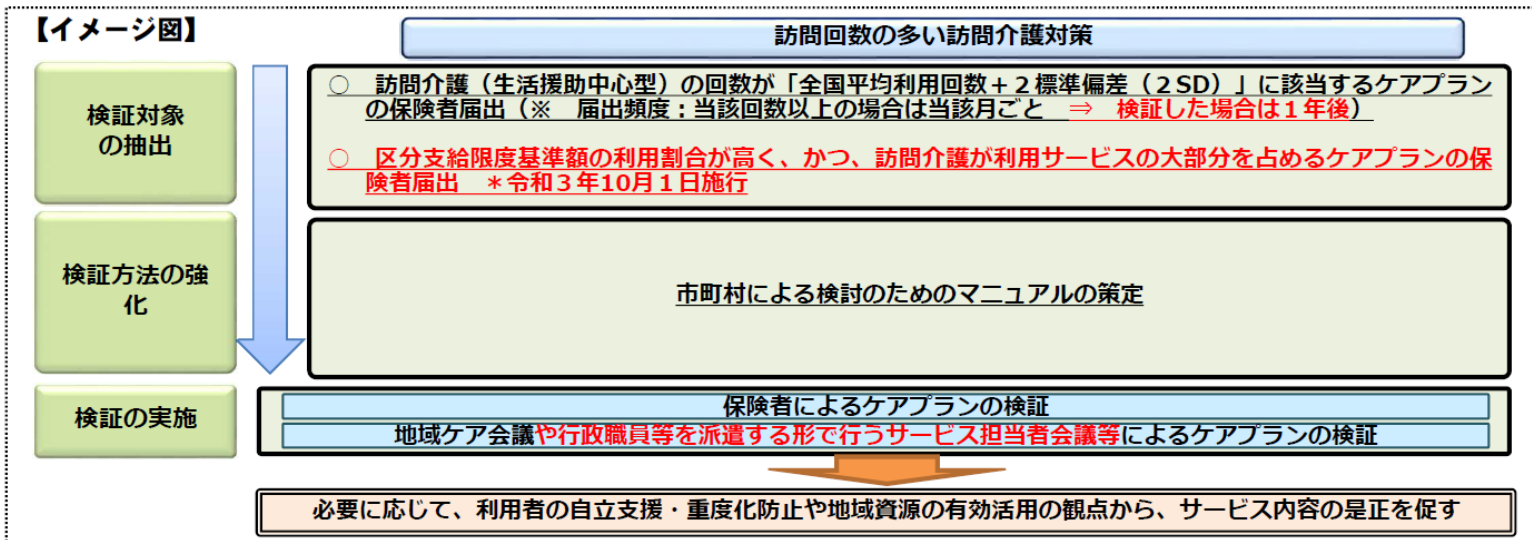 【イメージ図】
訪問回数の多い訪問介護対策
検証対象
の抽出
○　訪問介護（生活援助中心型）の回数が「全国平均利用回数＋２標準偏差（２SD）」に該当するケアプラン
の保険者届出（※　届出頻度：当該回数以上の場合は当該月ごと　⇒　検証した場合は１年後）
○　区分支給限度基準額の利用割合が高く、かつ、訪問介護が利用サービスの大部分を占めるケアプランの保
険者届出　＊令和３年10月１日施行
検証方法の強
化
市町村による検討のためのマニュアルの策定
検証の実施
保険者によるケアプランの検証
地域ケア会議や行政職員等を派遣する形で行うサービス担当者会議等によるケアプランの検証
必要に応じて、利用者の自立支援・重度化防止や地域資源の有効活用の観点から、サービス内容の是正を促す